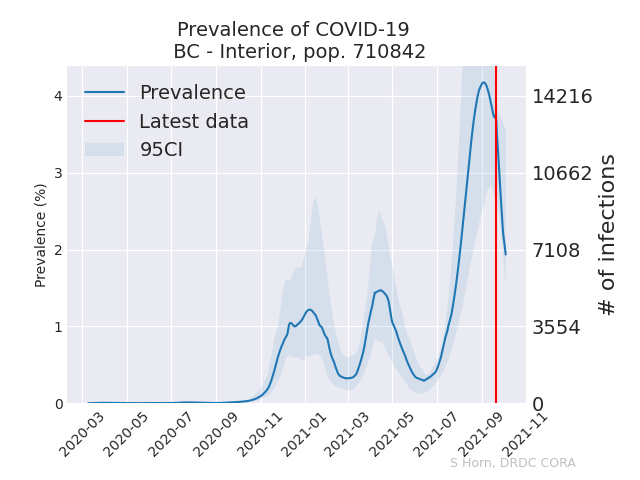 Prevalence of COVID-19
BC - Interior, pop. 710842
Prevalence
Latest data
95CI
Prevalence (%)
4
3
2
1
0
14216
10662
7108
3554
0
# of infections
2020-03
2020-05
2020-07
2020-09
2020-11
2021-01
2021-03
2021-05
2021-07
2021-09
2021-11
S Horn, DRDC CORA